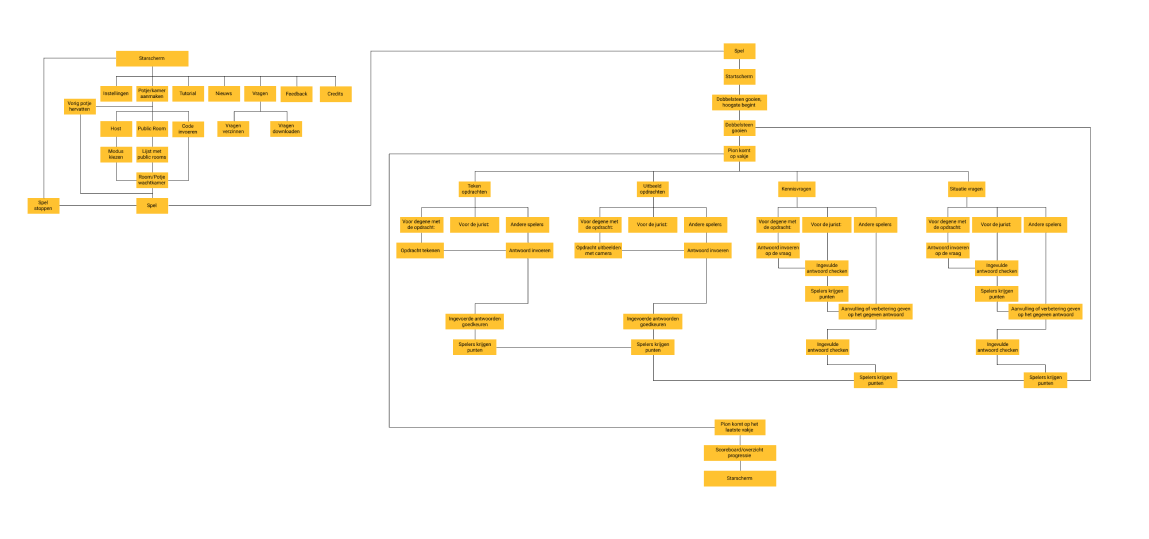 Starscherm
Instellingen
Potje/kamer
aanmaken
Tutorial
Nieuws
Vragen
Feedback
Credits
Vorig potje
hervatten
Host
Public Room
Code
invoeren
Vragen
verzinnen
Vragen
downloaden
Modus
kiezen
Lijst met
public rooms
Room/Potje
wachtkamer
Spel
stoppen
Spel
Spel
Startscherm
Dobbelsteen gooien,
hoogste begint
Dobbelsteen
gooien
Pion komt
op vakje
Teken
opdrachten
Uitbeeld
opdrachten
Kennisvragen
Situatie vragen
Voor degene met
de opdracht:
Voor de jurist:
Andere spelers
Voor degene met
de opdracht:
Voor de jurist:
Andere spelers
Voor degene met
de opdracht:
Voor de jurist:
Andere spelers
Voor degene met
de opdracht:
Voor de jurist:
Andere spelers
Opdracht tekenen
Antwoord invoeren
Opdracht uitbeelden
met camera
Antwoord invoeren
Antwoord invoeren
op de vraag
Antwoord invoeren
op de vraag
Ingevulde
antwoord checken
Ingevulde
antwoord checken
Spelers krijgen
punten
Spelers krijgen
punten
Aanvulling of verbetering geven
op het gegeven antwoord
Aanvulling of verbetering geven
op het gegeven antwoord
Ingevoerde antwoorden
goedkeuren
Ingevoerde antwoorden
goedkeuren
Spelers krijgen
punten
Spelers krijgen
punten
Ingevulde
antwoord checken
Ingevulde
antwoord checken
Spelers krijgen
punten
Spelers krijgen
punten
Pion komt op het
laatste vakje
Scoreboard/overzicht
progressie
Starscherm